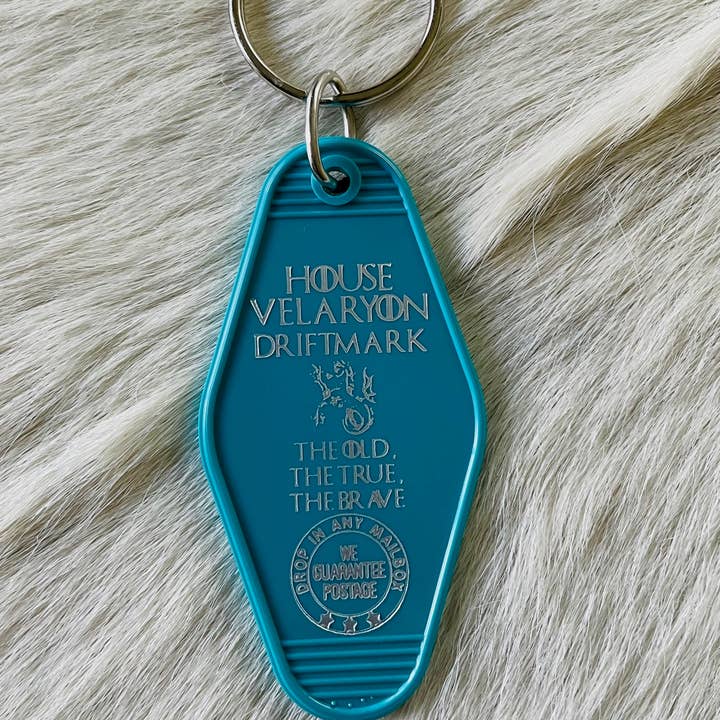 HOUSE
VELARYON
DRIFTMARK
THE OLD,
THE TRUE,
THE BRAVE
DROP IN ANY MAILBOX
WE
GUARANTEE
POSTAGE